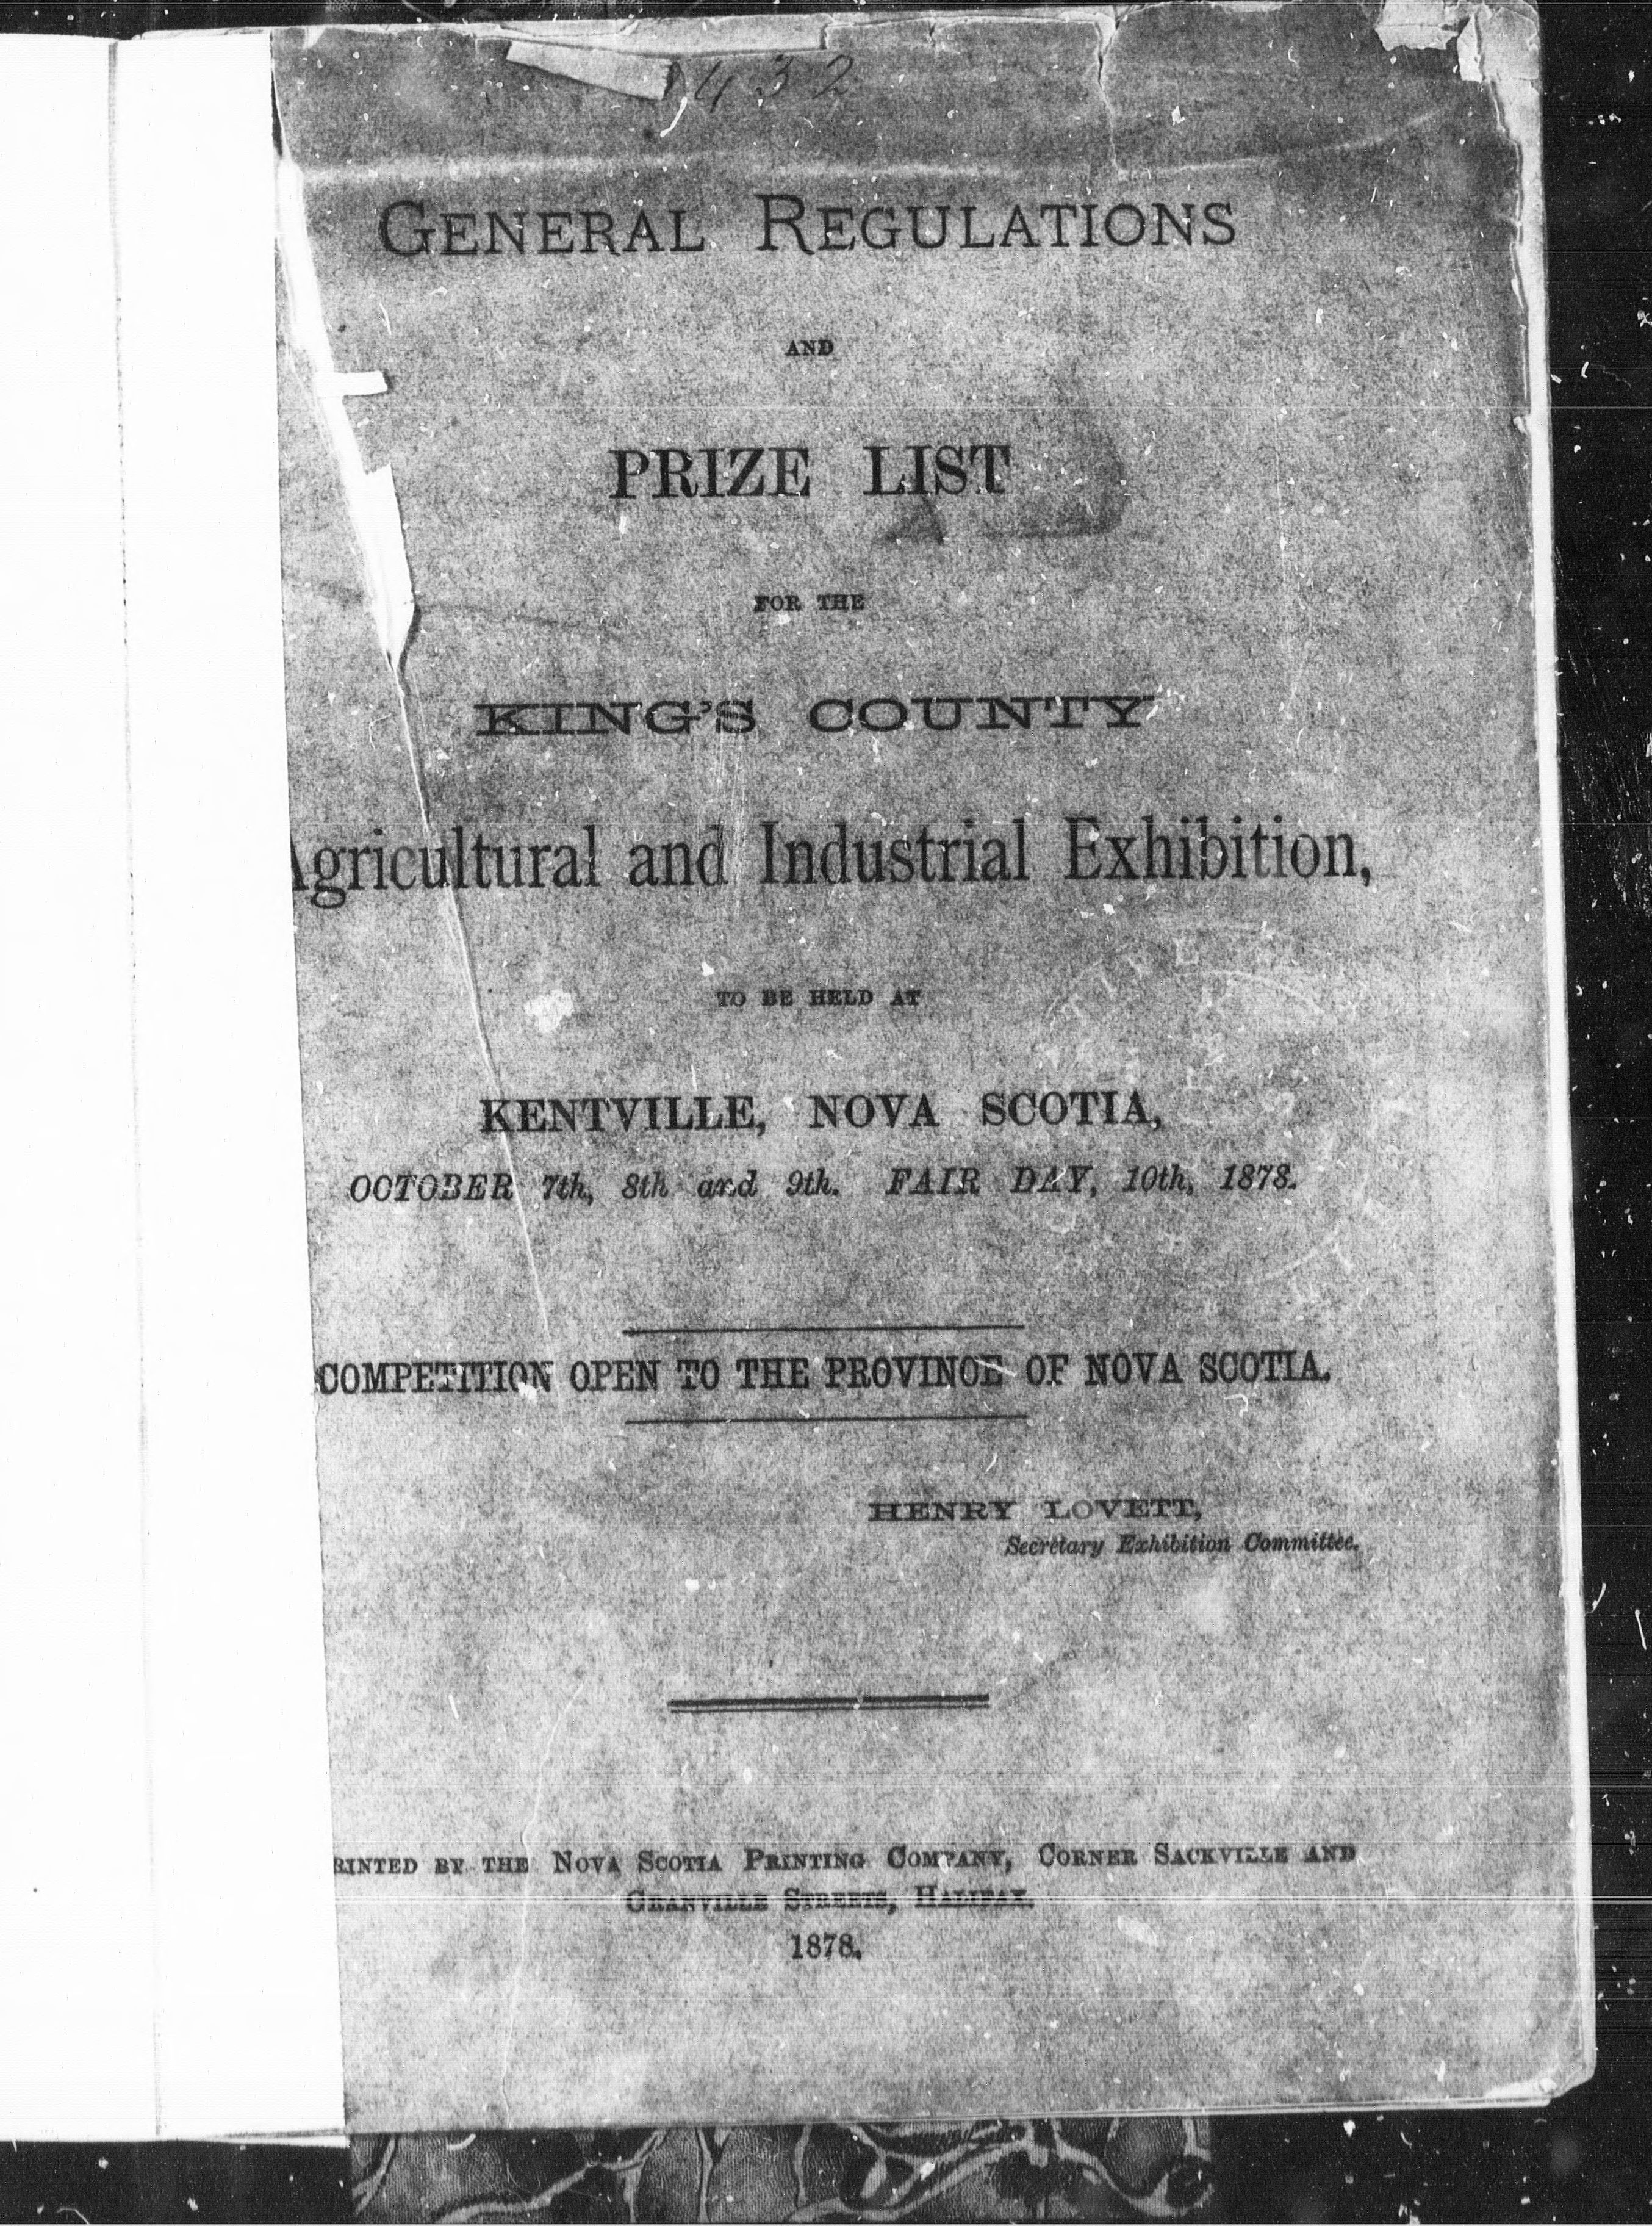 432
GENERAL REGULATIONS
AND
PRIZE LIST
FOR THE
KING'S COUNTY
Agricultural and Industrial Exhibition,
TO BE HELD AT
KENTVILLE, NOVA SCOTIA,
OCTOBER 7th, 8th and 9th. FAIR DAY, 10th, 1878.
COMPETITION OPEN TO THE PROVINCE OF NOVA SCOTIA.
HENRY LOVETT,
Secretary Exhibition Committee.
RINTED BY THE NOVA SCOTIA PRINTING COMPANY, CORNER SACKVILLE AND
GRANVILLE STREETS, HALIFAX.
1878.